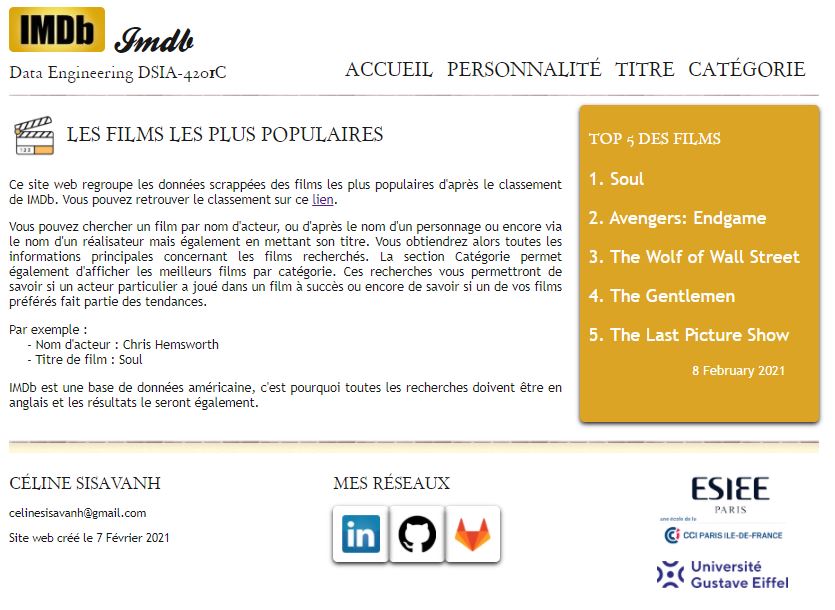 IMDb Imdb
Data Engineering DSIA-4201C
ACCUEIL PERSONNALITÉ TITRE CATÉGORIE
LES FILMS LES PLUS POPULAIRES
Ce site web regroupe les données scrappées des films les plus populaires d'après le classement
de IMDb. Vous pouvez retrouver le classement sur ce lien.
Vous pouvez chercher un film par nom d'acteur, ou d'après le nom d'un personnage ou encore via
le nom d'un réalisateur mais également en mettant son titre. Vous obtiendrez alors toutes les
informations principales concernant les films recherchés. La section Catégorie permet
également d'afficher les meilleurs films par catégorie. Ces recherches vous permettront de
savoir si un acteur particulier a joué dans un film à succès ou encore de savoir si un de vos films
préférés fait partie des tendances.
Par exemple :
- Nom d'acteur : Chris Hemsworth
- Titre de film : Soul
IMDb est une base de données américaine, c'est pourquoi toutes les recherches doivent être en
anglais et les résultats le seront également.
TOP 5 DES FILMS
1. Soul
2. Avengers: Endgame
3. The Wolf of Wall Street
4. The Gentlemen
5. The Last Picture Show
8 February 2021
CÉLINE SISAVANH
celinesisavanh@gmail.com
Site web créé le 7 Février 2021
MES RÉSEAUX
in
ESIEE
PARIS
une école de la
CCI PARIS ILE-DE-FRANCE
Université
Gustave Eiffel